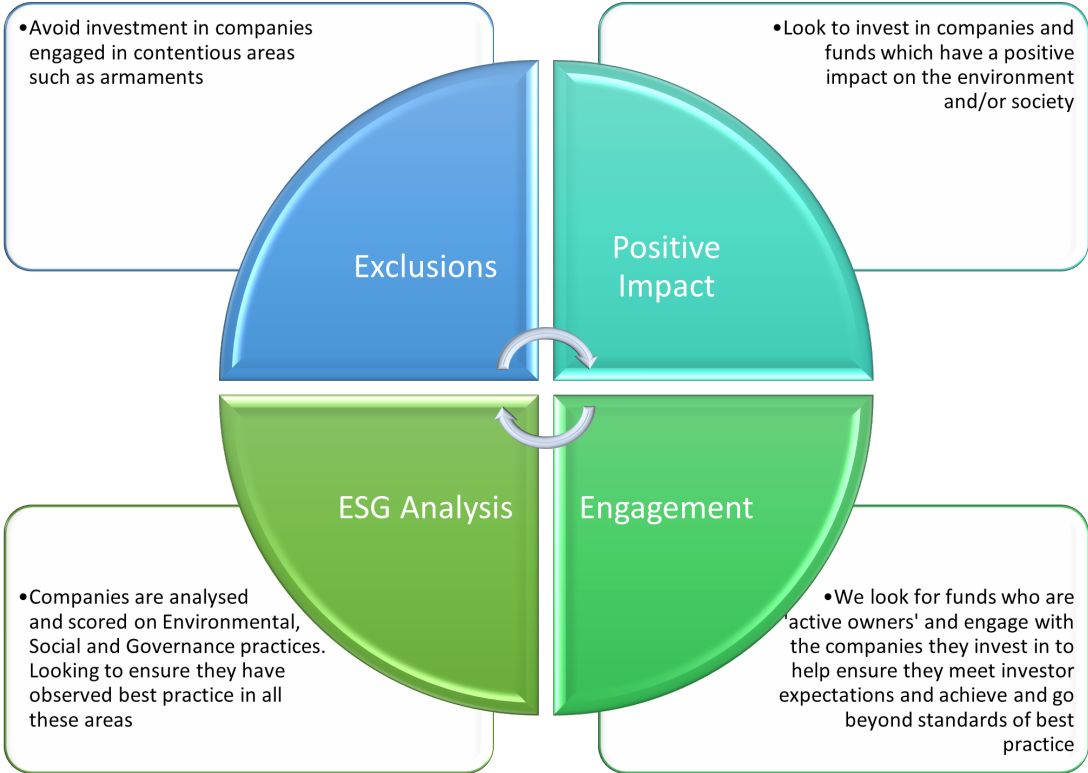 •Avoid investment in companies
engaged in contentious areas
such as armaments
•Look to invest in companies and
funds which have a positive
impact on the environment
and/or society
Exclusions
Positive
Impact
ESG Analysis
Engagement
•Companies are analysed
and scored on Environmental,
Social and Governance practices.
Looking to ensure they have
observed best practice in all
these areas
•We look for funds who are
'active owners' and engage with
the companies they invest in to
help ensure they meet investor
expectations and achieve and go
beyond standards of best
practice